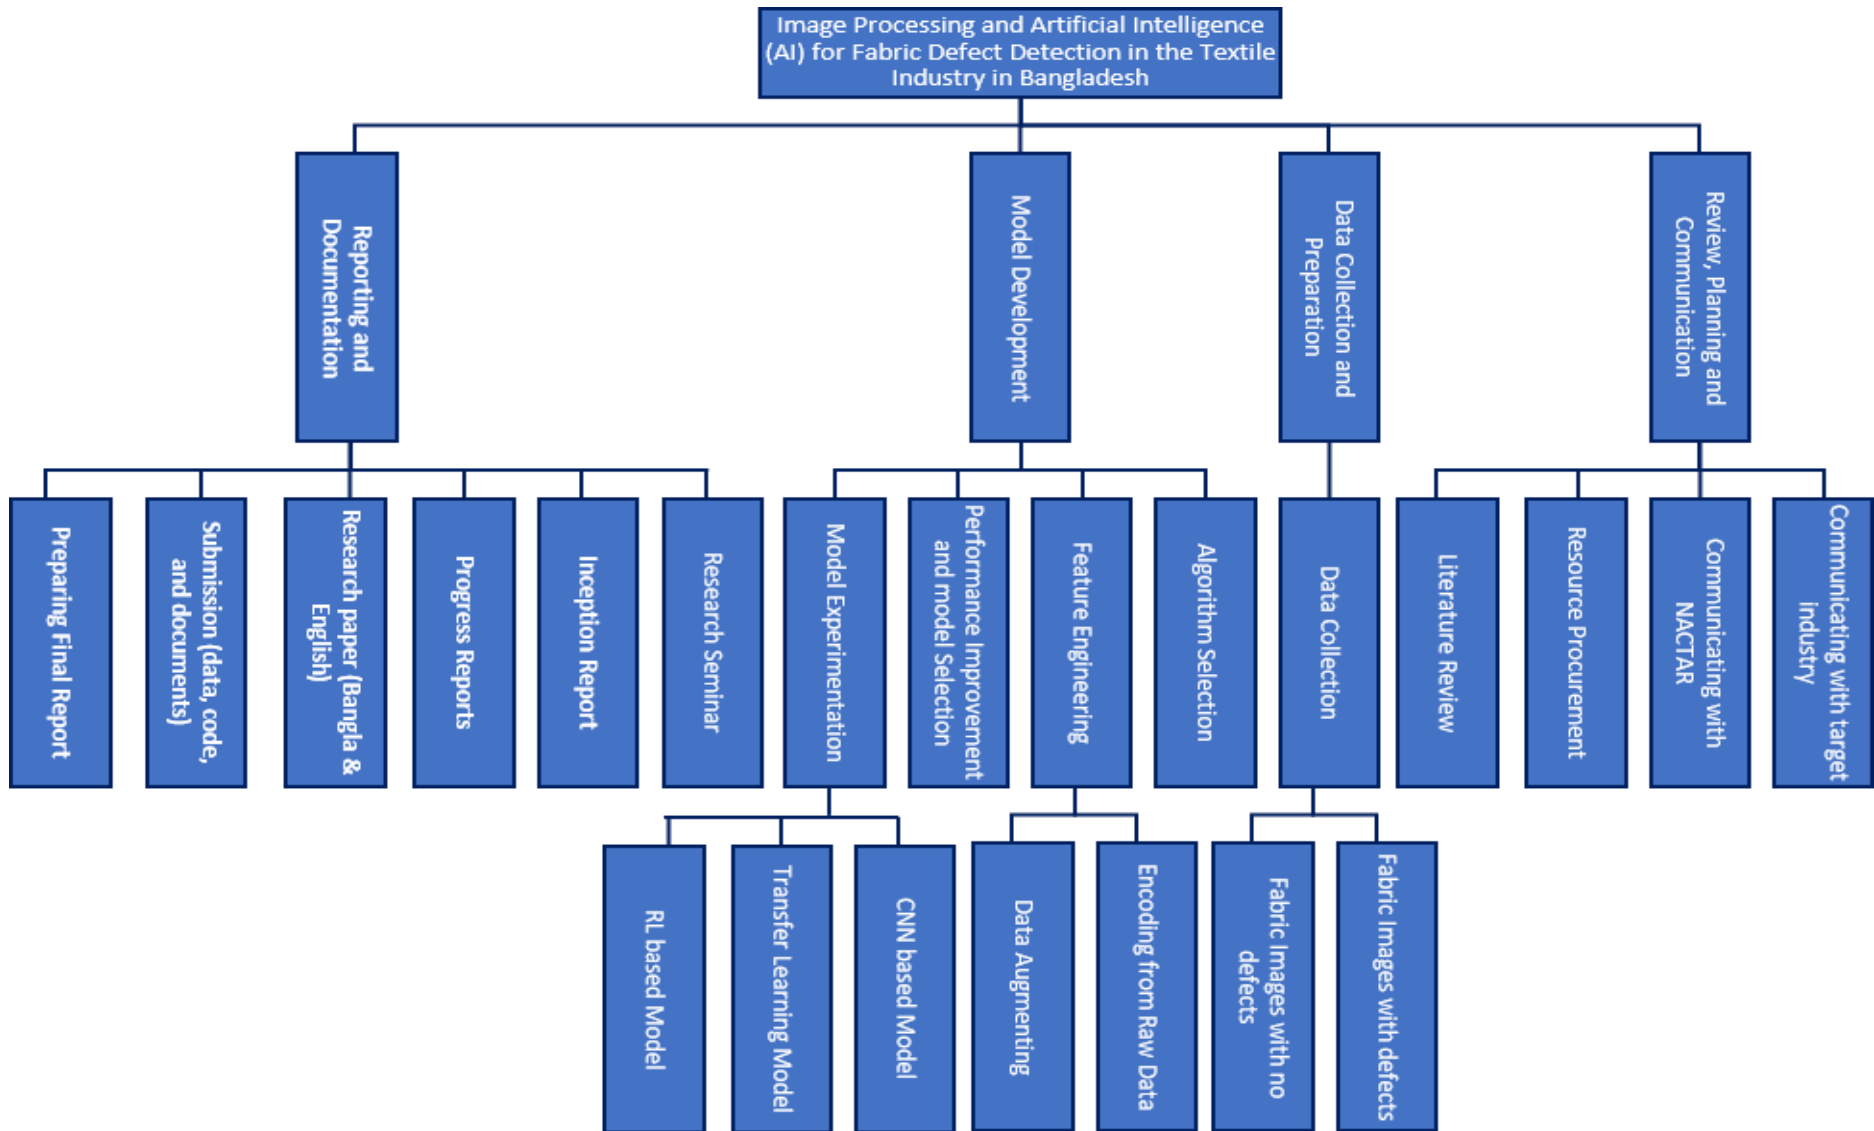 Image Processing and Artificial Intelligence
(AI) for Fabric Defect Detection in the Textile
Industry in Bangladesh
Reporting and
Documentation
Model Development
Data Collection and
Preparation
Review, Planning and
Communication
Preparing Final Report
Submission (data, code,
and documents)
Research paper (Bangla &
English)
Progress Reports
Inception Report
Research Seminar
Model Experimentation
Performance Improvement
and model Selection
Feature Engineering
Algorithm Selection
Data Collection
Literature Review
Resource Procurement
Communicating with
NACTAR
Communicating with target
industry
RL based Model
Transfer Learning Model
CNN based Model
Data Augmenting
Encoding from Raw Data
Fabric Images with no
defects
Fabric Images with defects